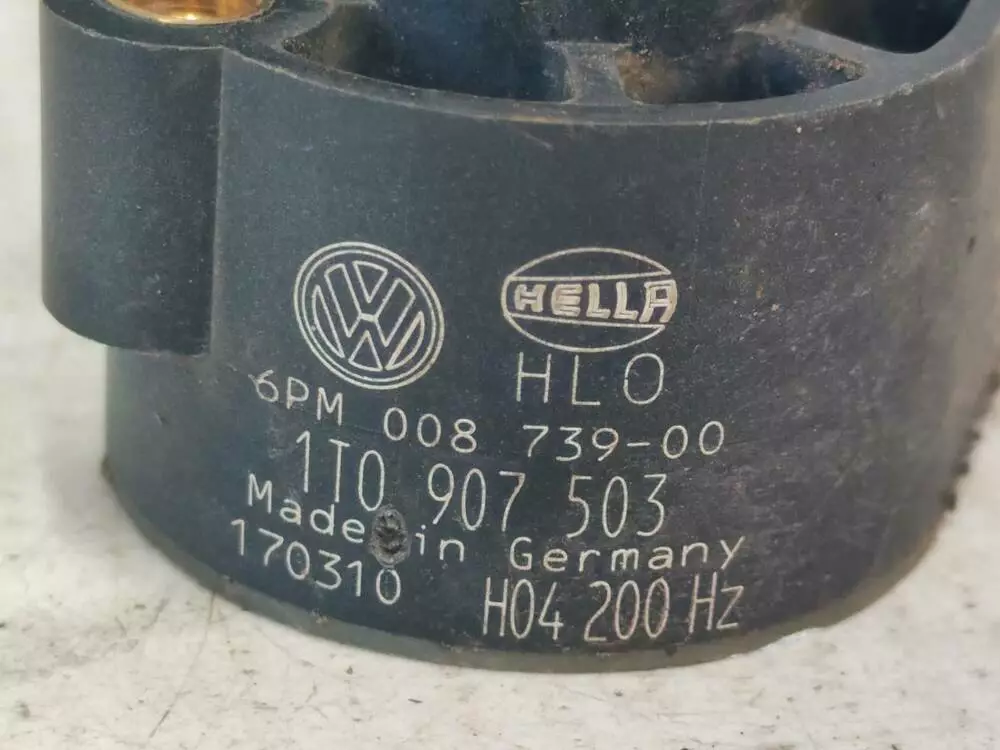 HELLA
HLO
6PM 008 739-00
1T0 907 503
Made in Germany
170310 H04 200 Hz